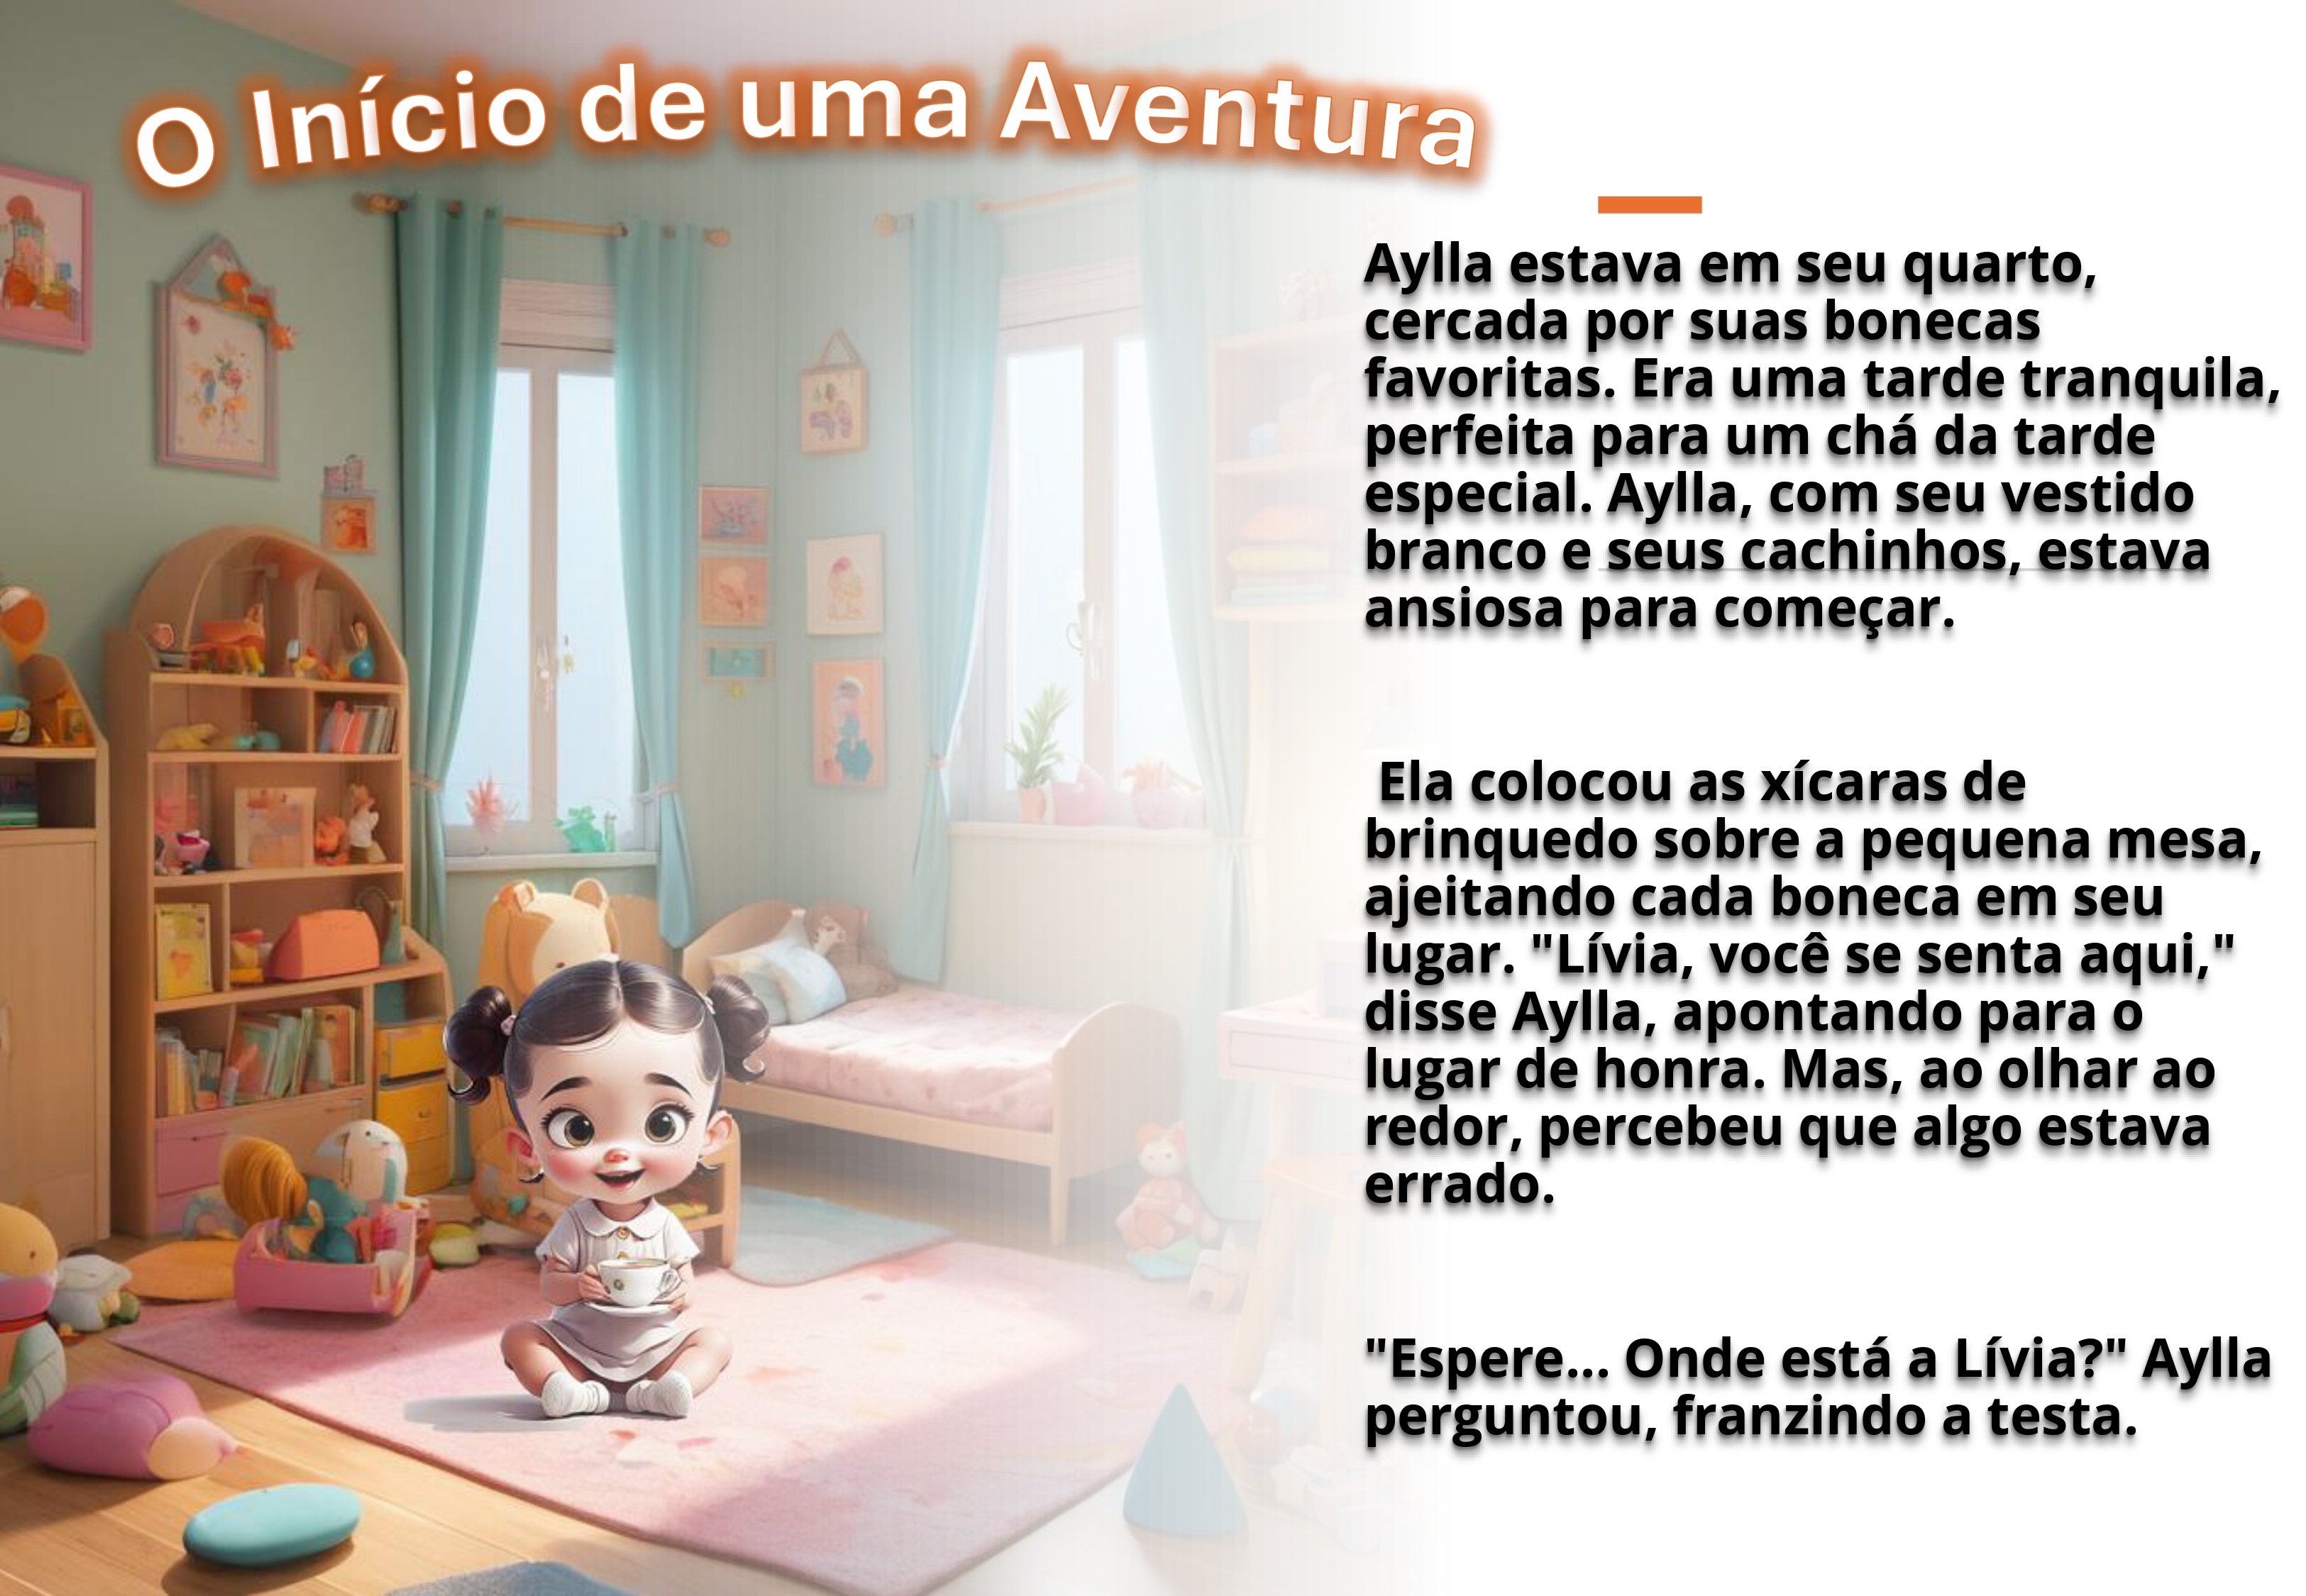 O Início de uma Aventura
Aylla estava em seu quarto,
cercada por suas bonecas
favoritas. Era uma tarde tranquila,
perfeita para um chá da tarde
especial. Aylla, com seu vestido
branco e seus cachinhos, estava
ansiosa para começar.
Ela colocou as xícaras de
brinquedo sobre a pequena mesa,
ajeitando cada boneca em seu
lugar. "Lívia, você se senta aqui,"
disse Aylla, apontando para o
lugar de honra. Mas, ao olhar ao
redor, percebeu que algo estava
errado.
"Espere... Onde está a Lívia?" Aylla
perguntou, franzindo a testa.